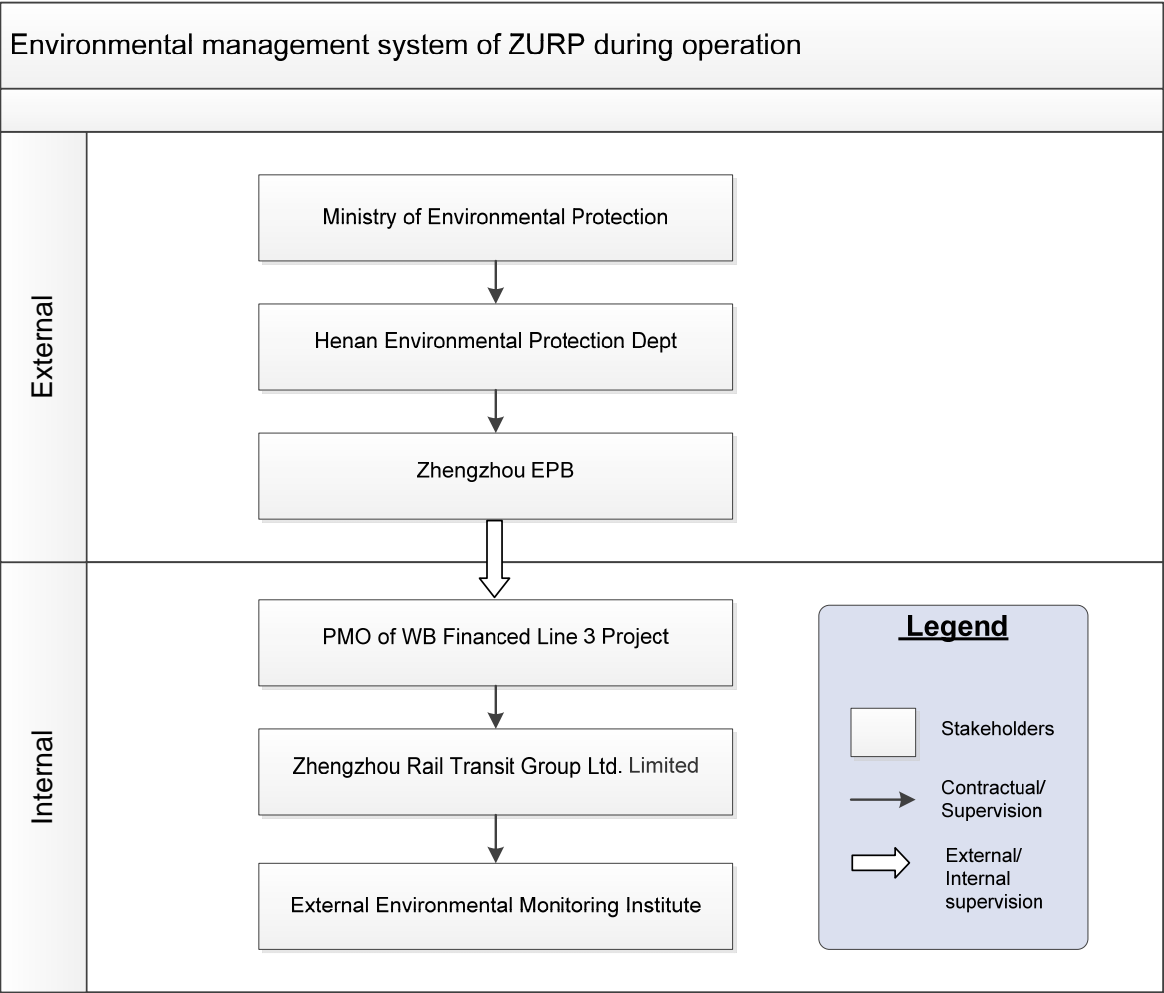 Environmental management system of ZURP during operation
External
Ministry of Environmental Protection
Henan Environmental Protection Dept
Zhengzhou EPB
Internal
PMO of WB Financed Line 3 Project
Zhengzhou Rail Transit Group Ltd. Limited
External Environmental Monitoring Institute
Legend
Stakeholders
Contractual/
Supervision
External/
Internal
supervision